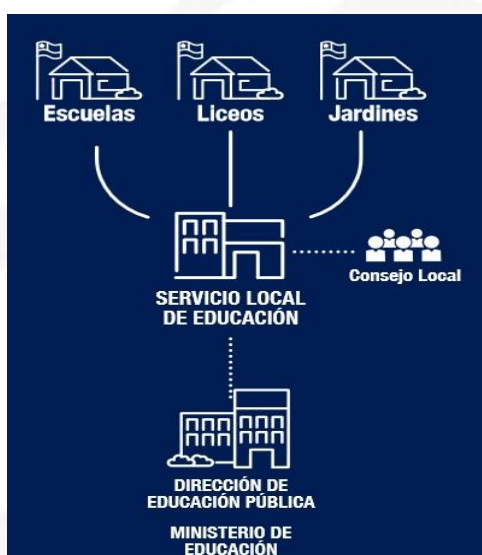 Escuelas Liceos Jardines
Consejo Local
SERVICIO LOCAL
DE EDUCACIÓN
DIRECCIÓN DE
EDUCACIÓN PÚBLICA
MINISTERIO DE
EDUCACIÓN